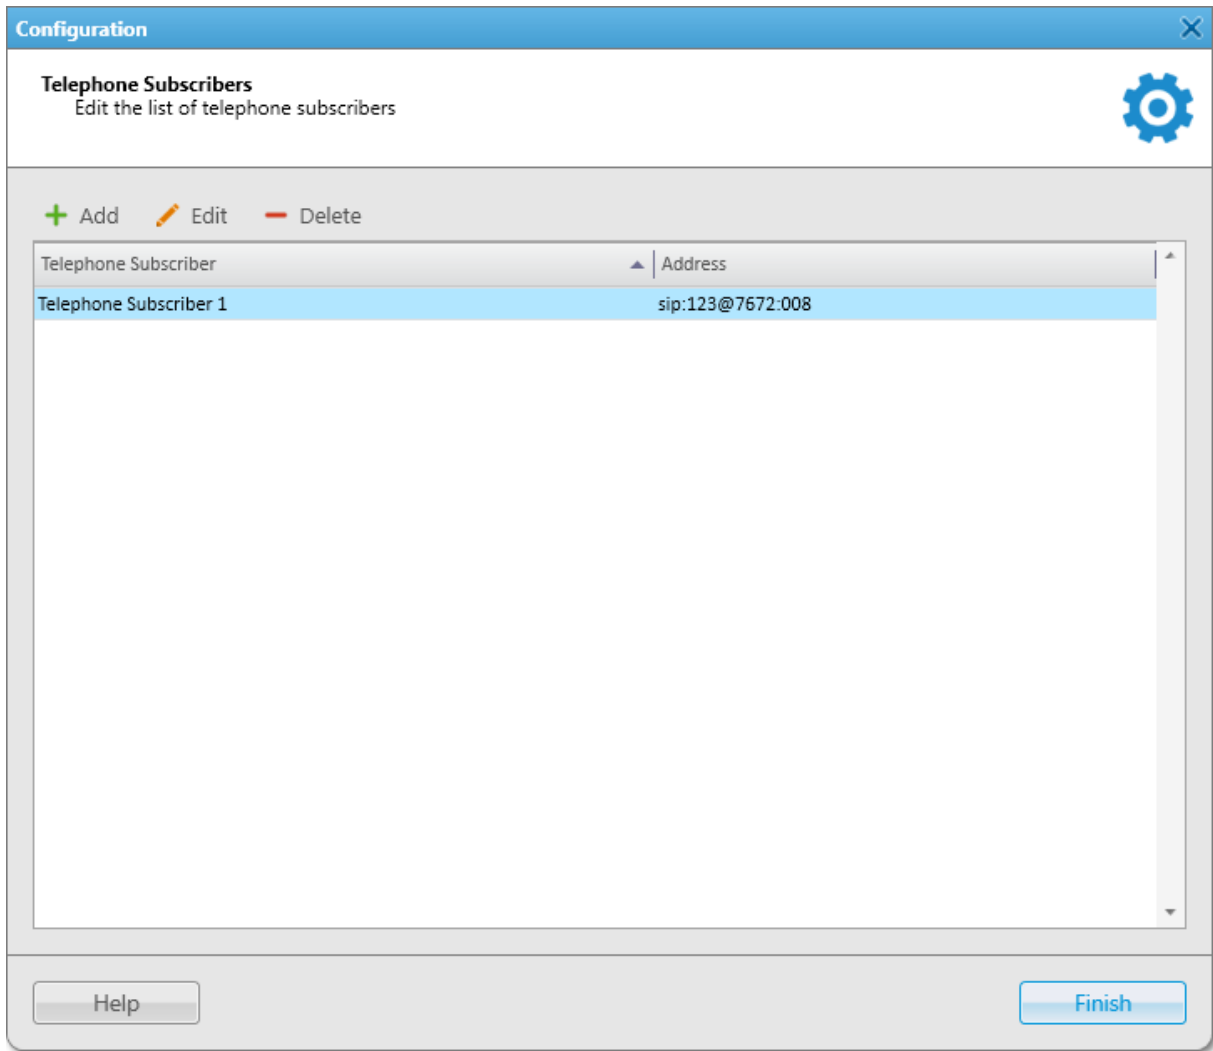 Configuration
Telephone Subscribers
Edit the list of telephone subscribers
Add Edit Delete
Telephone Subscriber Address
Telephone Subscriber 1 sip:123@7672:008
Help Finish